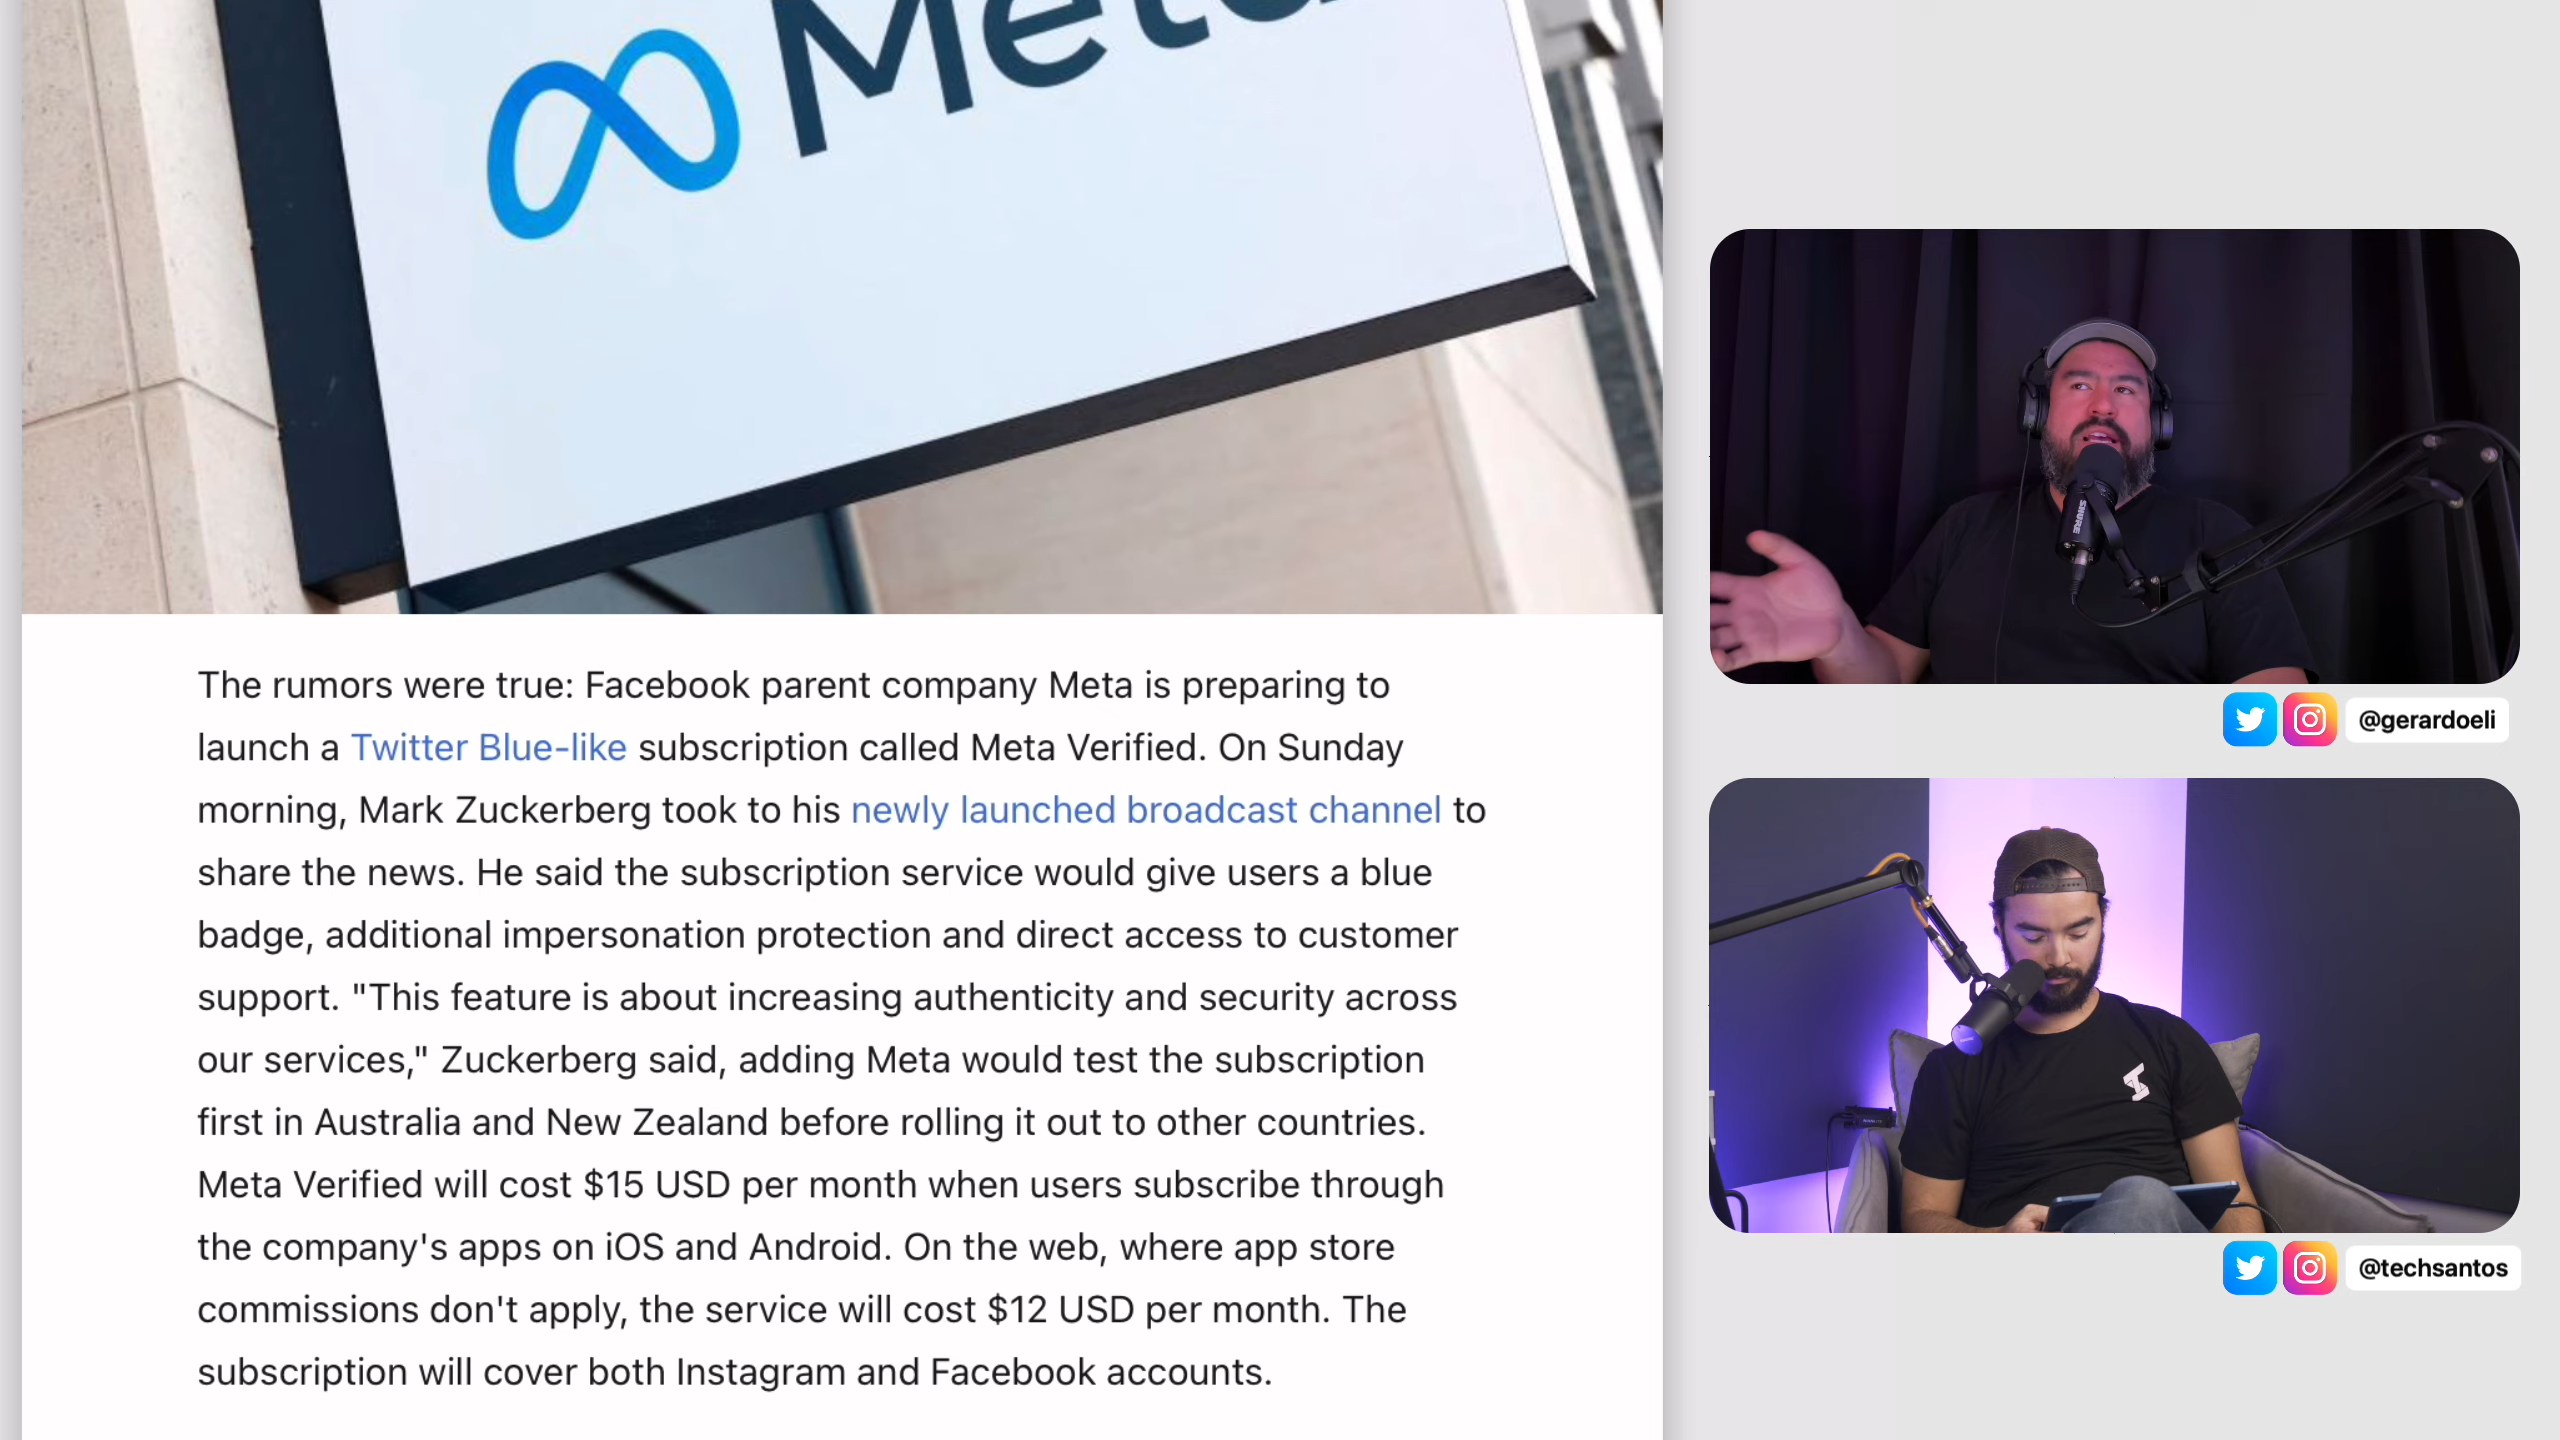 Meta
The rumors were true: Facebook parent company Meta is preparing to
launch a Twitter Blue-like subscription called Meta Verified. On Sunday
morning, Mark Zuckerberg took to his newly launched broadcast channel to
share the news. He said the subscription service would give users a blue
badge, additional impersonation protection and direct access to customer
support. "This feature is about increasing authenticity and security across
our services," Zuckerberg said, adding Meta would test the subscription
first in Australia and New Zealand before rolling it out to other countries.
Meta Verified will cost $15 USD per month when users subscribe through
the company's apps on iOS and Android. On the web, where app store
commissions don't apply, the service will cost $12 USD per month. The
subscription will cover both Instagram and Facebook accounts.
SHURE
@gerardoeli
@techsantos